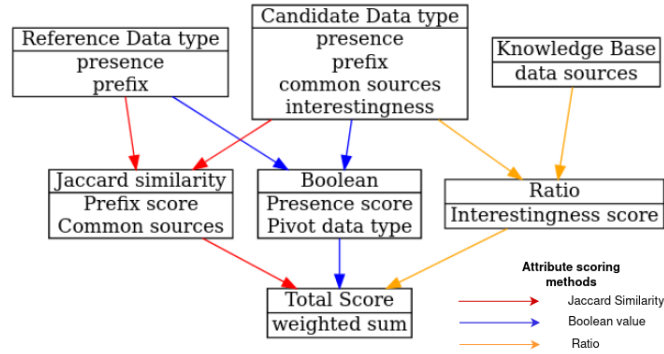 Reference Data type
presence
prefix
Candidate Data type
presence
prefix
common sources
interestingness
Knowledge Base
data sources
Jaccard similarity
Prefix score
Common sources
Boolean
Presence score
Pivot data type
Ratio
Interestingness score
Total Score
weighted sum
Attribute scoring
methods
Jaccard Similarity
Boolean value
Ratio